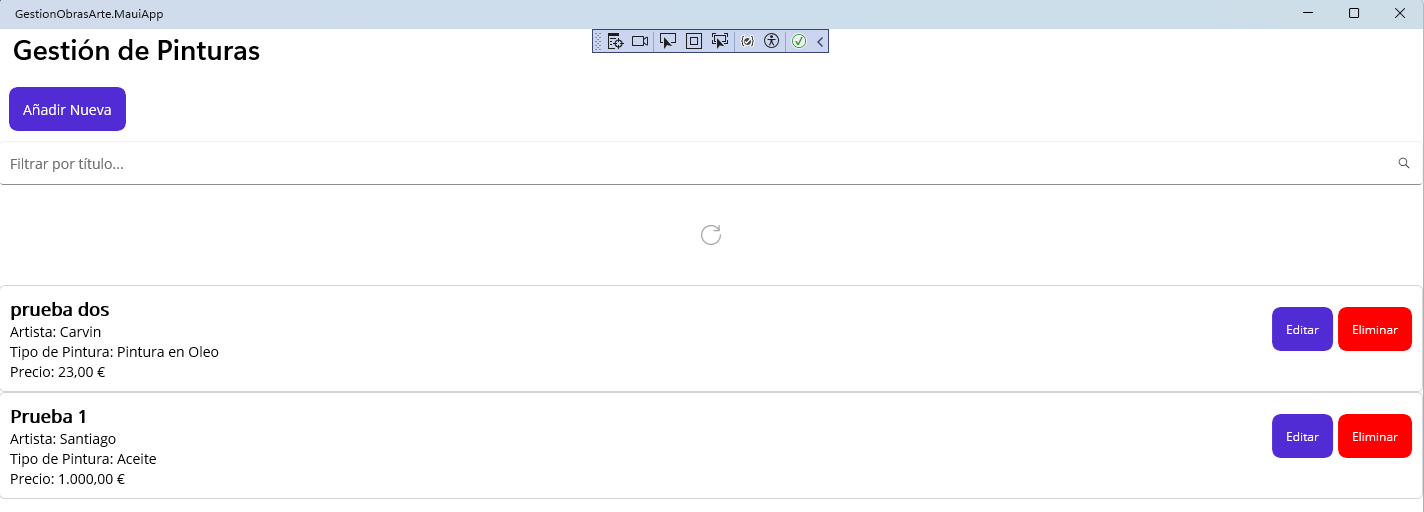 GestionObrasArte.MauiApp
Gestión de Pinturas
Añadir Nueva
Filtrar por título...
prueba dos
Artista: Carvin
Tipo de Pintura: Pintura en Oleo
Precio: 23,00 €
Editar
Eliminar
Prueba 1
Artista: Santiago
Tipo de Pintura: Aceite
Precio: 1.000,00 €
Editar
Eliminar